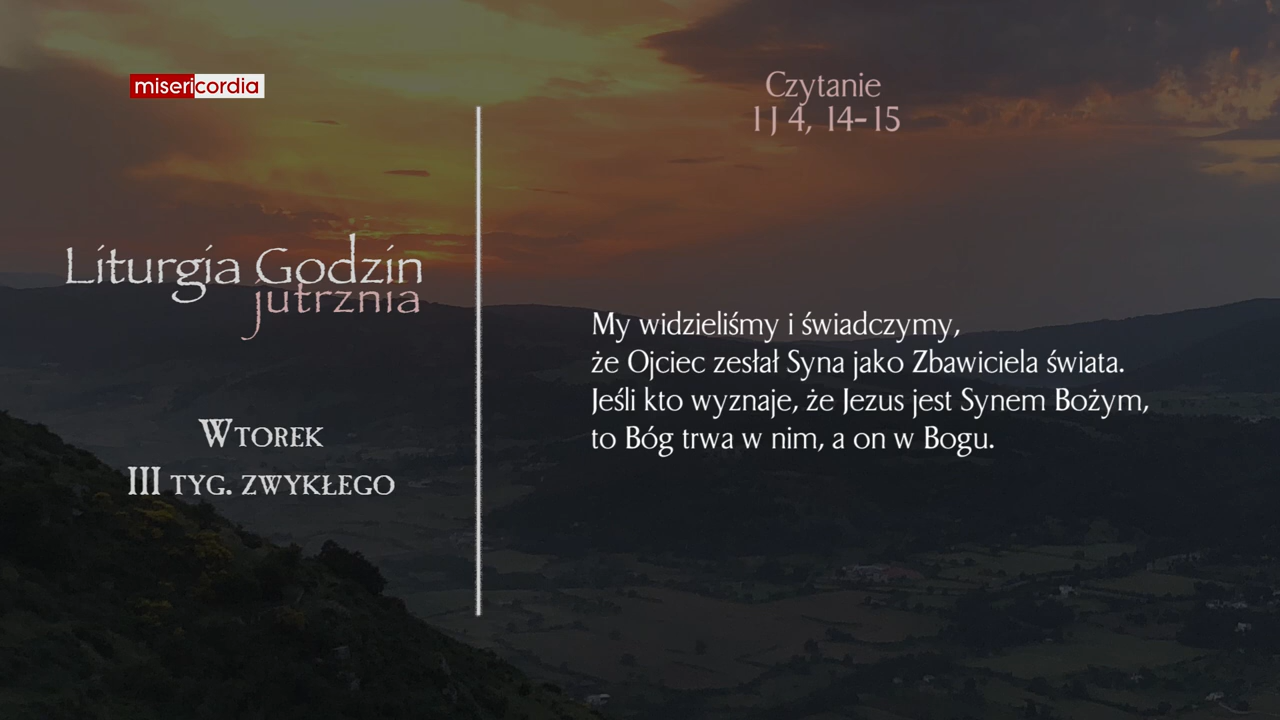 misericordia
Liturgia Godzin
jutrznia
Wtorek
III tyg. zwykłego
Czytanie
1 J 4, 14-15
My widzieliśmy i świadczymy,
że Ojciec zesłał Syna jako Zbawiciela świata.
Jeśli kto wyznaje, że Jezus jest Synem Bożym,
to Bóg trwa w nim, a on w Bogu.